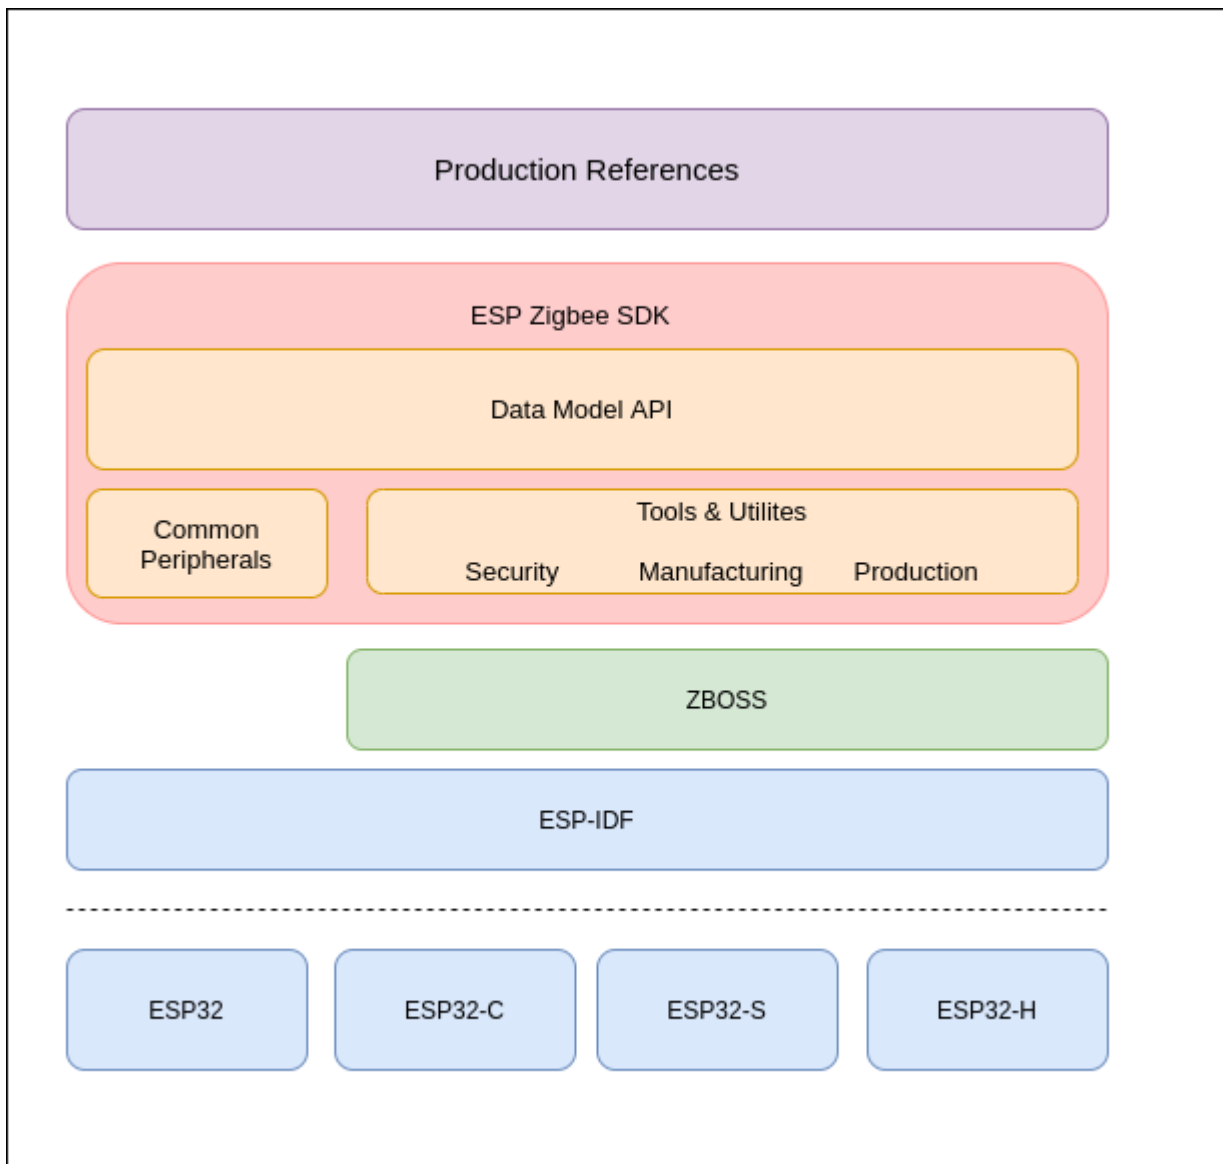 Production References
ESP Zigbee SDK
Data Model API
Common
Peripherals
Tools & Utilites
Security Manufacturing Production
ZBOSS
ESP-IDF
ESP32 ESP32-C ESP32-S ESP32-H